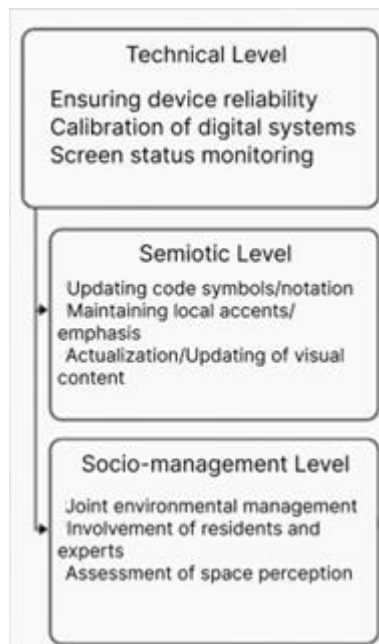 Technical Level
Ensuring device reliability
Calibration of digital systems
Screen status monitoring
Semiotic Level
Updating code symbols/notation
Maintaining local accents/
emphasis
Actualization/Updating of visual
content
Socio-management Level
Joint environmental management
Involvement of residents and
experts
Assessment of space perception